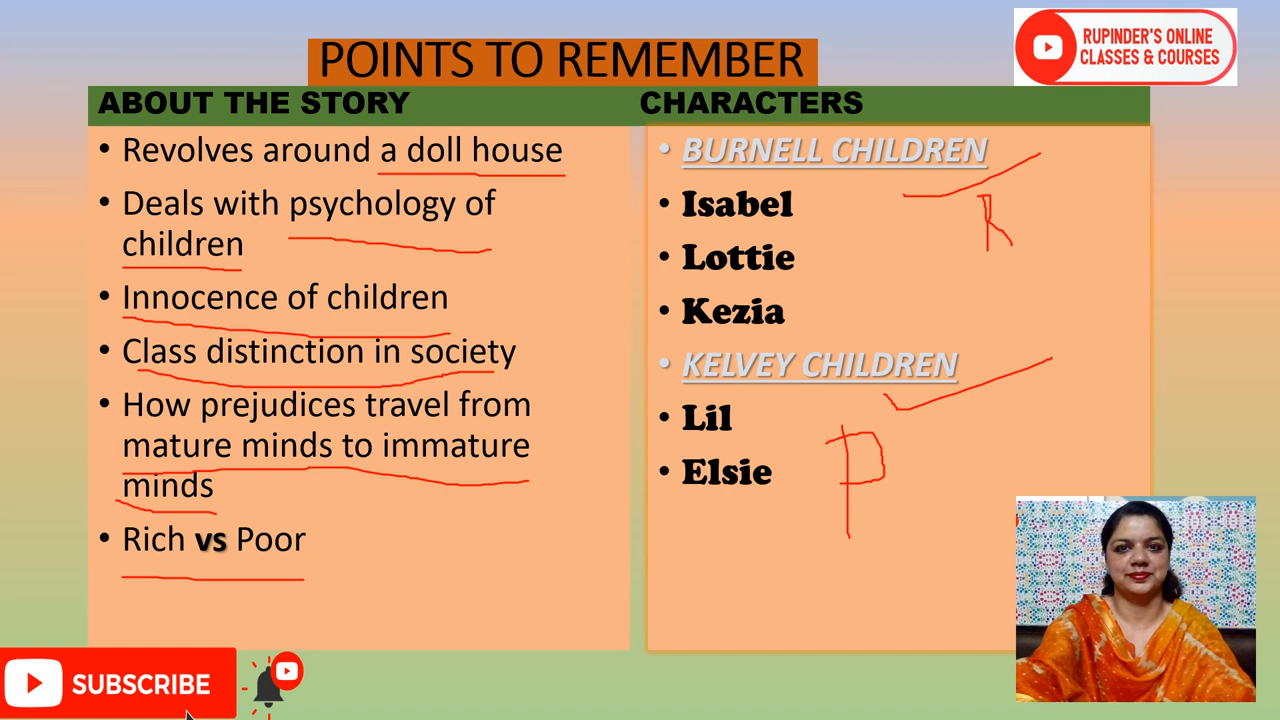 POINTS TO REMEMBER
RUPINDER'S ONLINE
CLASSES & COURSES
ABOUT THE STORY
• Revolves around a doll house
• Deals with psychology of
children
• Innocence of children
• Class distinction in society
• How prejudices travel from
mature minds to immature
minds
• Rich vs Poor
CHARACTERS
• BURNELL CHILDREN
R
• Isabel
• Lottie
• Kezia
• KELVEY CHILDREN
• Lil
• Elsie
P
SUBSCRIBE